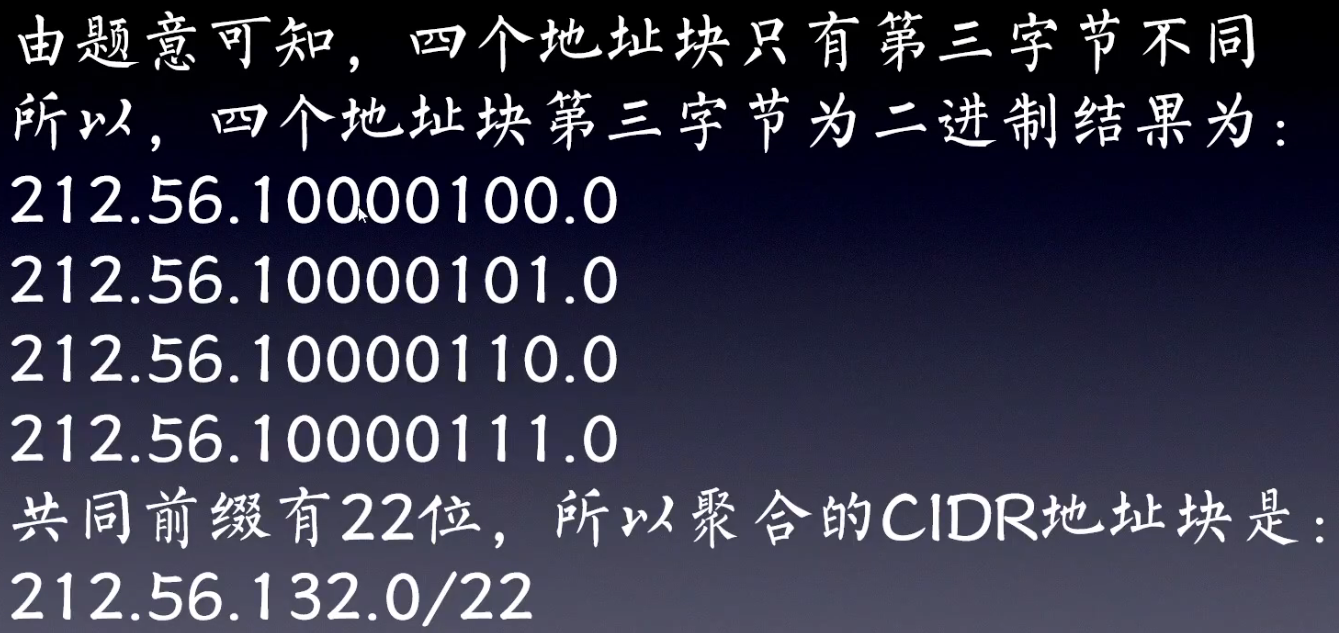 由题意可知，四个地址块只有第三字节不同
所以，四个地址块第三字节为二进制结果为：
212.56.10000100.0
212.56.10000101.0
212.56.10000110.0
212.56.10000111.0
共同前缀有22位，所以聚合的CIDR地址块是：
212.56.132.0/22